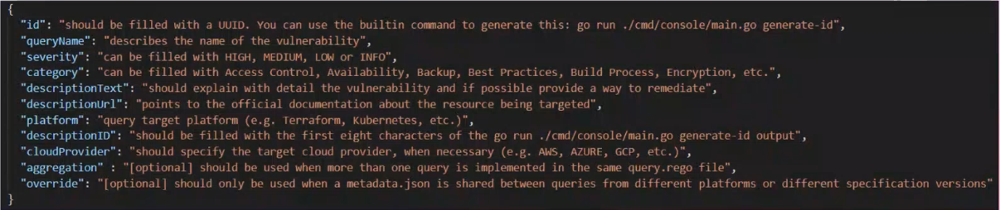 {
"id": "should be filled with a UUID. You can use the builtin command to generate this: go run ./cmd/console/main.go generate-id",
"queryName": "describes the name of the vulnerability",
"severity": "can be filled with HIGH, MEDIUM, LOW or INFO",
"category": "can be filled with Access Control, Availability, Backup, Best Practices, Build Process, Encryption, etc.",
"descriptionText": "should explain with detail the vulnerability and if possible provide a way to remediate",
"descriptionUrl": "points to the official documentation about the resource being targeted",
"platform": "query target platform (e.g. Terraform, Kubernetes, etc.)",
"descriptionID": "should be filled with the first eight characters of the go run ./cmd/console/main.go generate-id output",
"cloudProvider": "should specify the target cloud provider, when necessary (e.g. AWS, AZURE, GCP, etc.)",
"aggregation" : "[optional] should be used when more than one query is implemented in the same query.rego file",
"override": "[optional] should only be used when a metadata.json is shared between queries from different platforms or different specification versions"
}